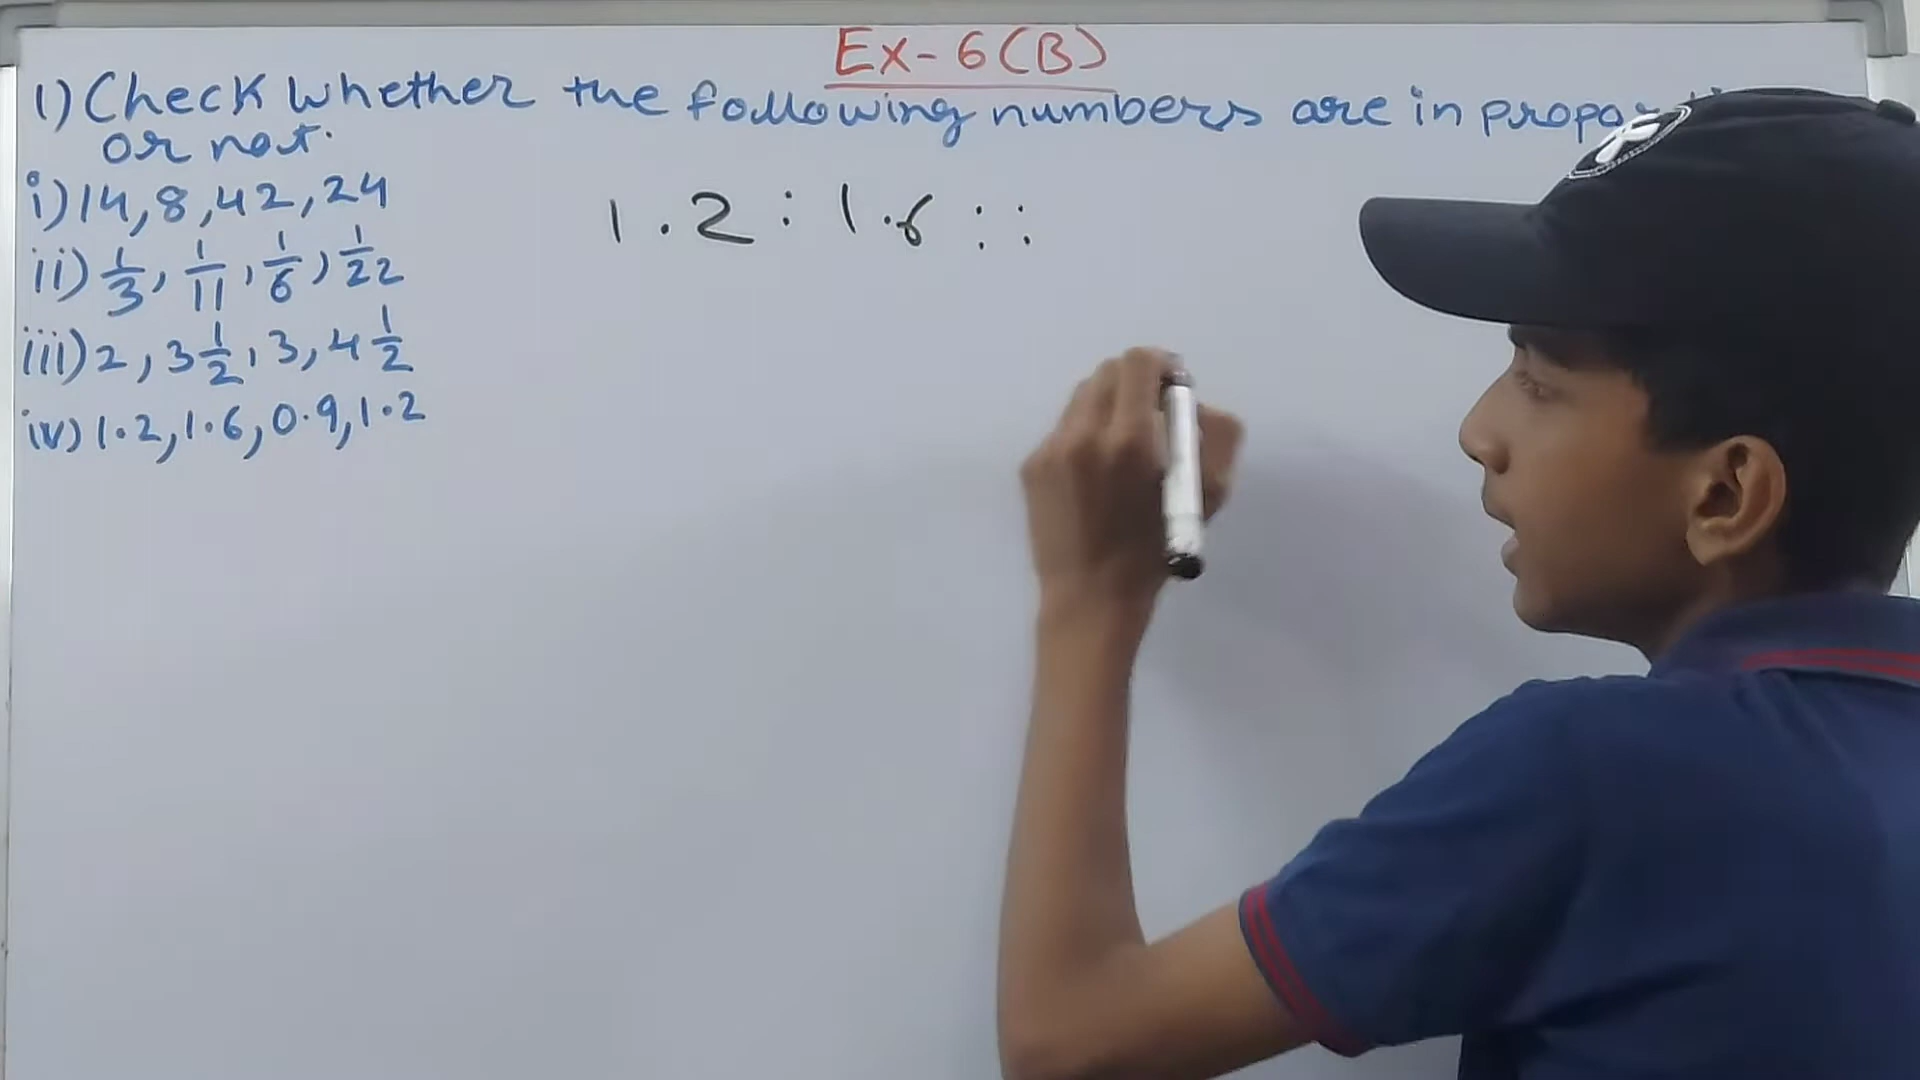 Ex-6(B)
1) Check whether the following numbers are in
or not.
i) 14, 8, 42, 24
ii) 1/3, 1/11, 1/6, 1/22
iii) 2, 3 1/2, 3, 4 1/2
iv) 1.2, 1.6, 0.9, 1.2
1.2 : 1.6 ::